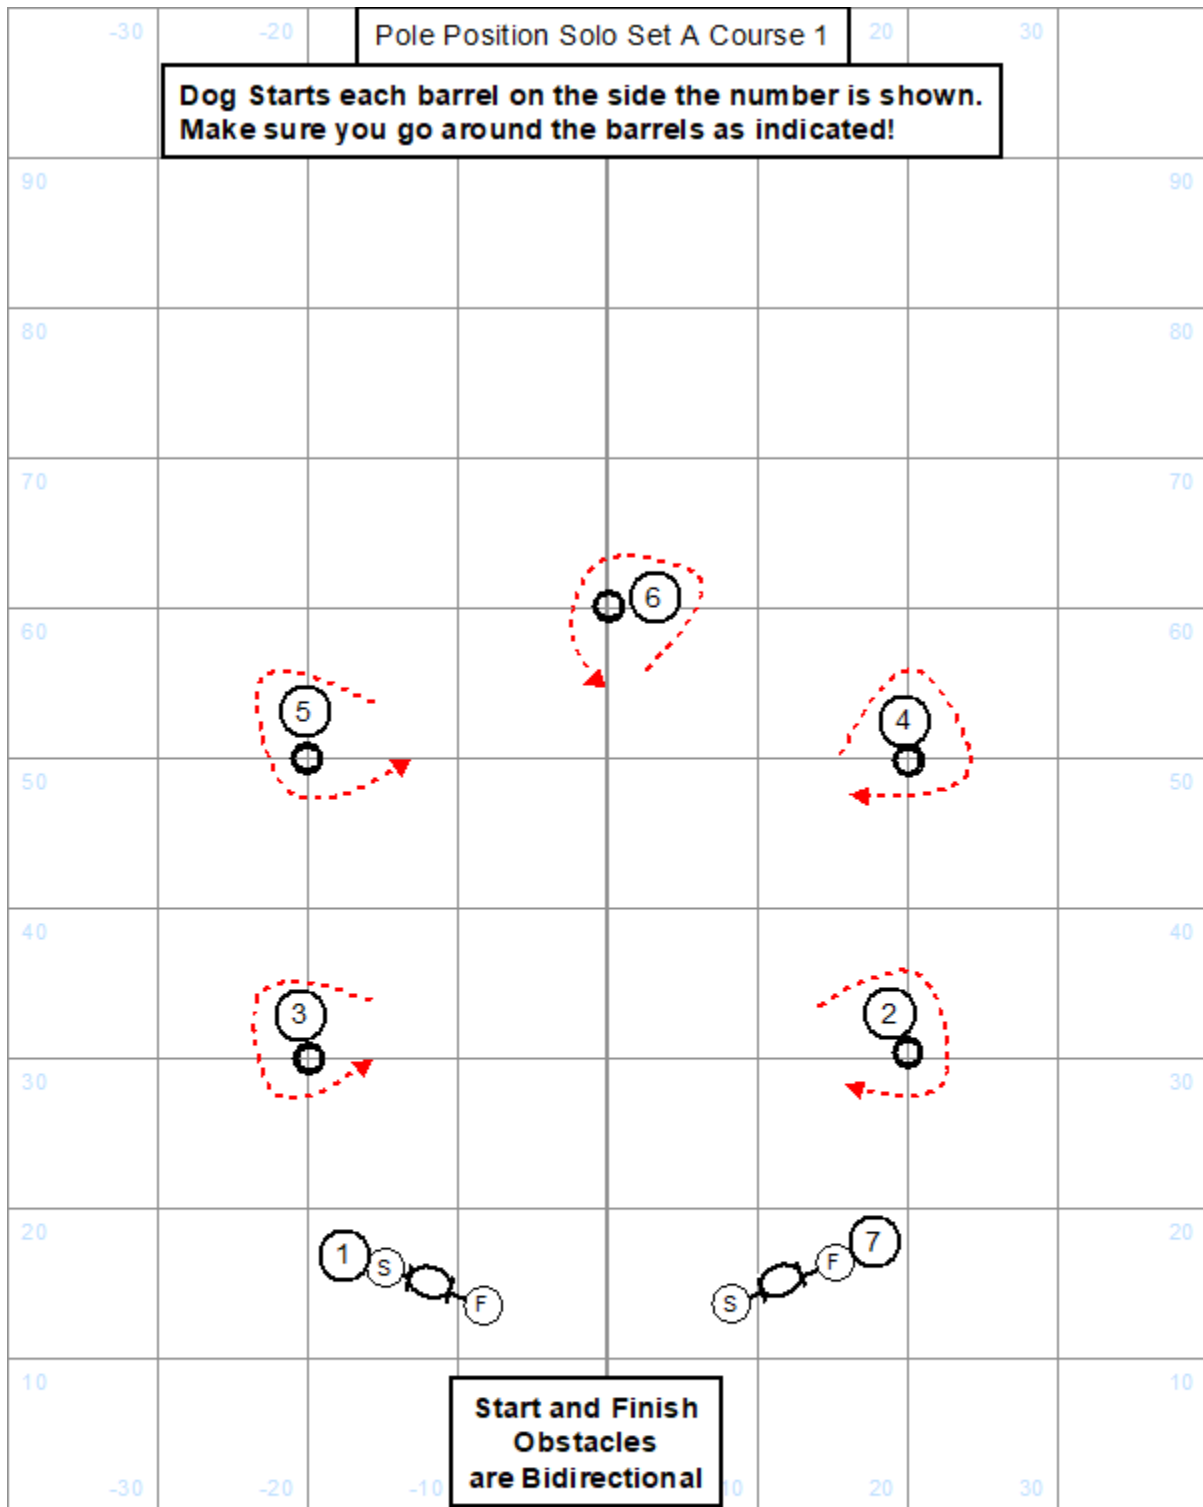 -30 -20 Pole Position Solo Set A Course 1 20 30
Dog Starts each barrel on the side the number is shown.
Make sure you go around the barrels as indicated!
90 90
80 80
70 70
6
60 60
5 4
50 50
40 40
3 2
30 30
20 20
1 S F S F 7
10 10
Start and Finish
Obstacles
are Bidirectional
-30 -20 -10 10 20 30